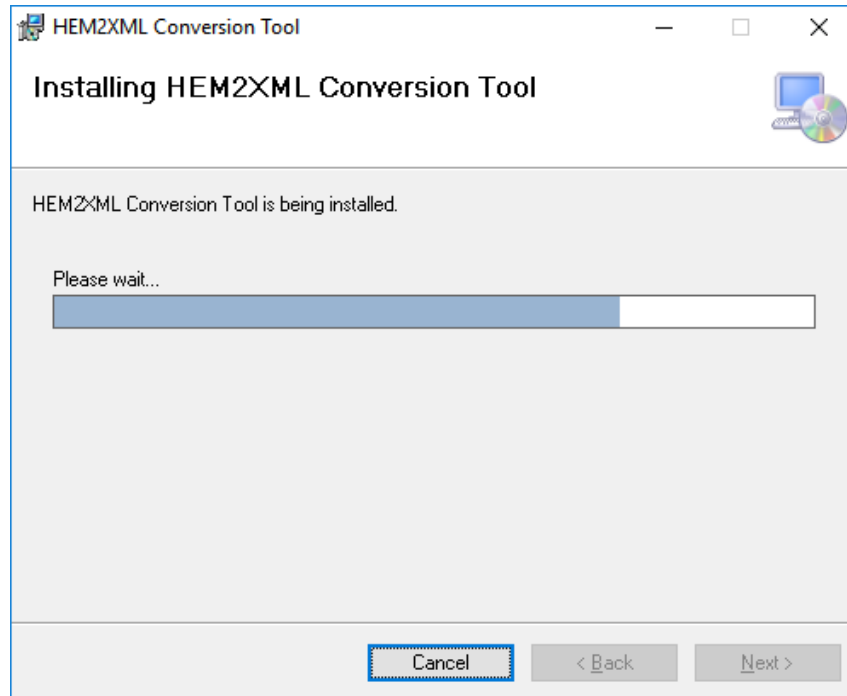 HEM2XML Conversion Tool
Installing HEM2XML Conversion Tool
HEM2XML Conversion Tool is being installed.
Please wait...
Cancel
< Back
Next >